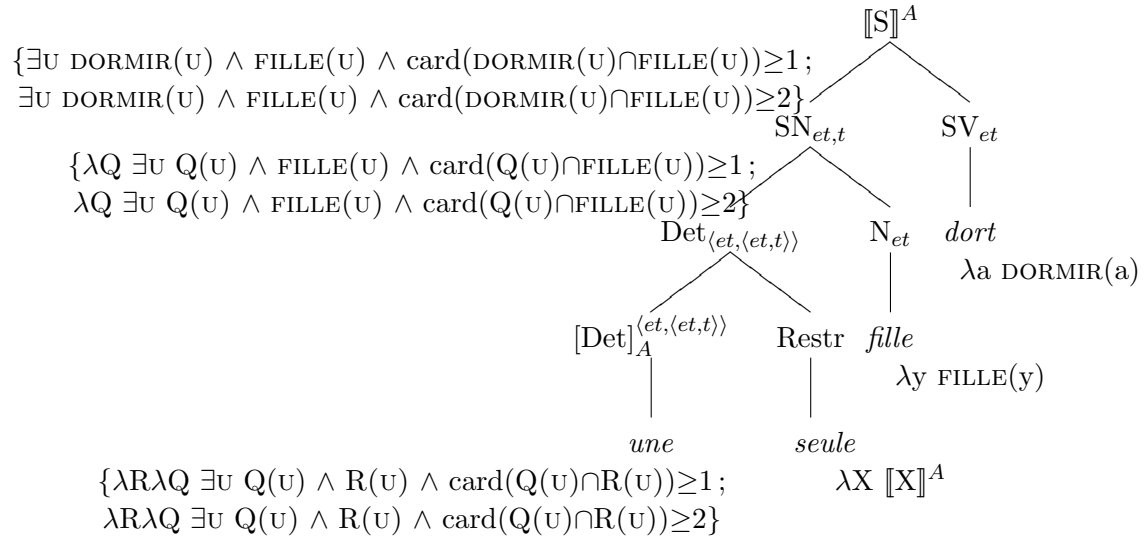 ⟦S⟧ᴬ
{∃U DORMIR(U) ∧ FILLE(U) ∧ card(DORMIR(U)∩FILLE(U))≥1 ;
∃U DORMIR(U) ∧ FILLE(U) ∧ card(DORMIR(U)∩FILLE(U))≥2}
SN_{et,t} SV_{et}
{λQ ∃U Q(U) ∧ FILLE(U) ∧ card(Q(U)∩FILLE(U))≥1 ;
λQ ∃U Q(U) ∧ FILLE(U) ∧ card(Q(U)∩FILLE(U))≥2}
Det_{⟨et,⟨et,t⟩⟩} N_{et} dort
λa DORMIR(a)
[Det]_A^{⟨et,⟨et,t⟩⟩} Restr fille
λy FILLE(y)
une seule
{λRλQ ∃U Q(U) ∧ R(U) ∧ card(Q(U)∩R(U))≥1 ; λX ⟦X⟧ᴬ
λRλQ ∃U Q(U) ∧ R(U) ∧ card(Q(U)∩R(U))≥2}